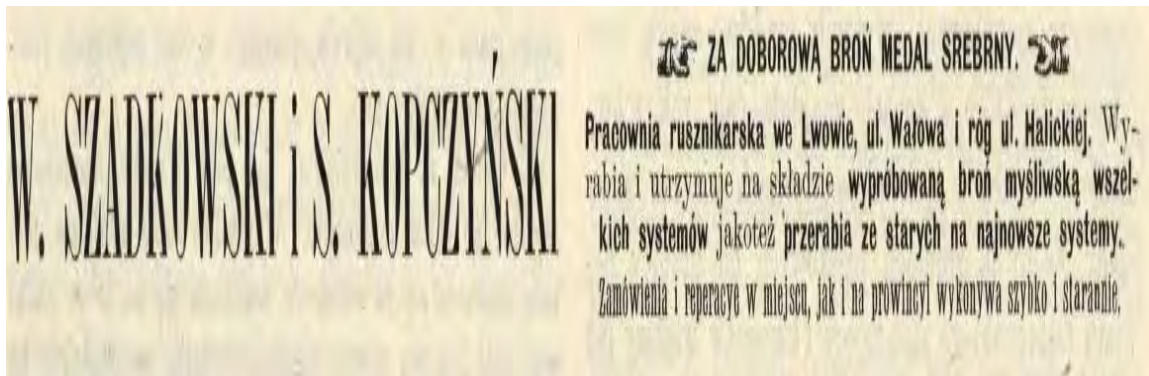 W. SZADKOWSKI i S. KOPCZYŃSKI
ZA DOBOROWĄ BROŃ MEDAL SREBRNY.
Pracownia rusznikarska we Lwowie, ul. Wałowa i róg ul. Halickiej. Wy-
rabia i utrzymuje na składzie wypróbowaną broń myśliwską wszel-
kich systemów jakoteż przerabia ze starych na najnowsze systemy.
Zamówienia i reperacye w miejscu, jak i na prowincyi wykonywa szybko i starannie.